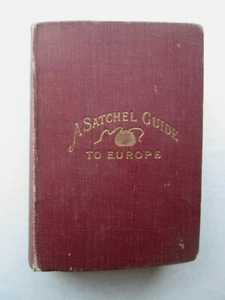 A SATCHEL GUIDE
TO EUROPE